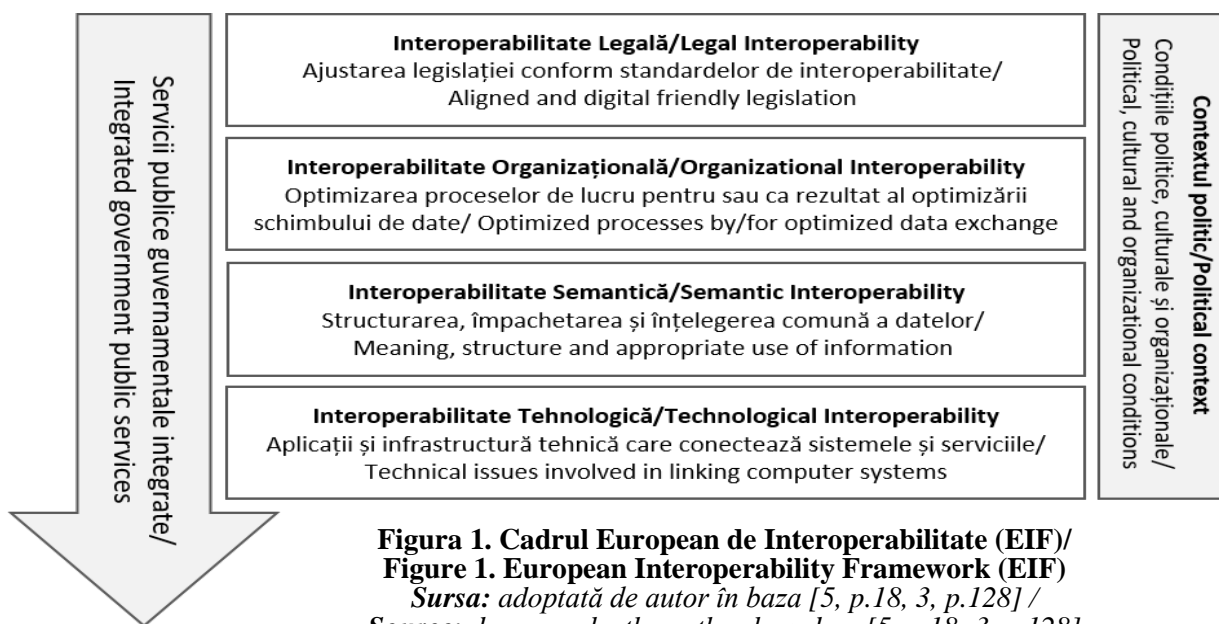 Servicii publice guvernamentale integrate/
Integrated government public services
Interoperabilitate Legală/Legal Interoperability
Ajustarea legislației conform standardelor de interoperabilitate/
Aligned and digital friendly legislation
Interoperabilitate Organizațională/Organizational Interoperability
Optimizarea proceselor de lucru pentru sau ca rezultat al optimizării
schimbului de date/ Optimized processes by/for optimized data exchange
Interoperabilitate Semantică/Semantic Interoperability
Structurarea, împachetarea și înțelegerea comună a datelor/
Meaning, structure and appropriate use of information
Interoperabilitate Tehnologică/Technological Interoperability
Aplicații și infrastructură tehnică care conectează sistemele și serviciile/
Technical issues involved in linking computer systems
Contextul politic/Political context
Condițiile politice, culturale și organizaționale/
Political, cultural and organizational conditions
Figura 1. Cadrul European de Interoperabilitate (EIF)/
Figure 1. European Interoperability Framework (EIF)
Sursa: adoptată de autor în baza [5, p.18, 3, p.128] /